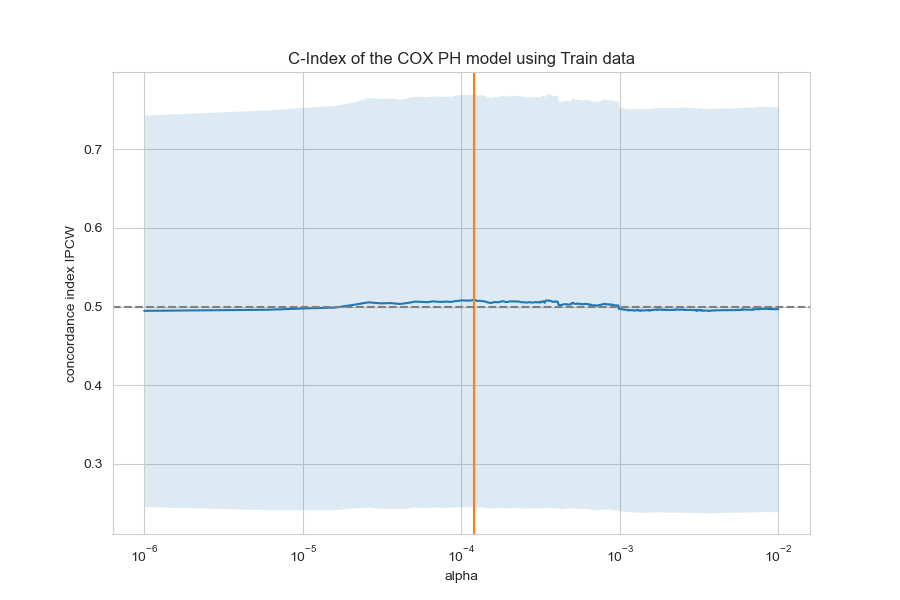 C-Index of the COX PH model using Train data
concordance index IPCW
0.7
0.6
0.5
0.4
0.3
10⁻⁶ 10⁻⁵ 10⁻⁴ 10⁻³ 10⁻²
alpha